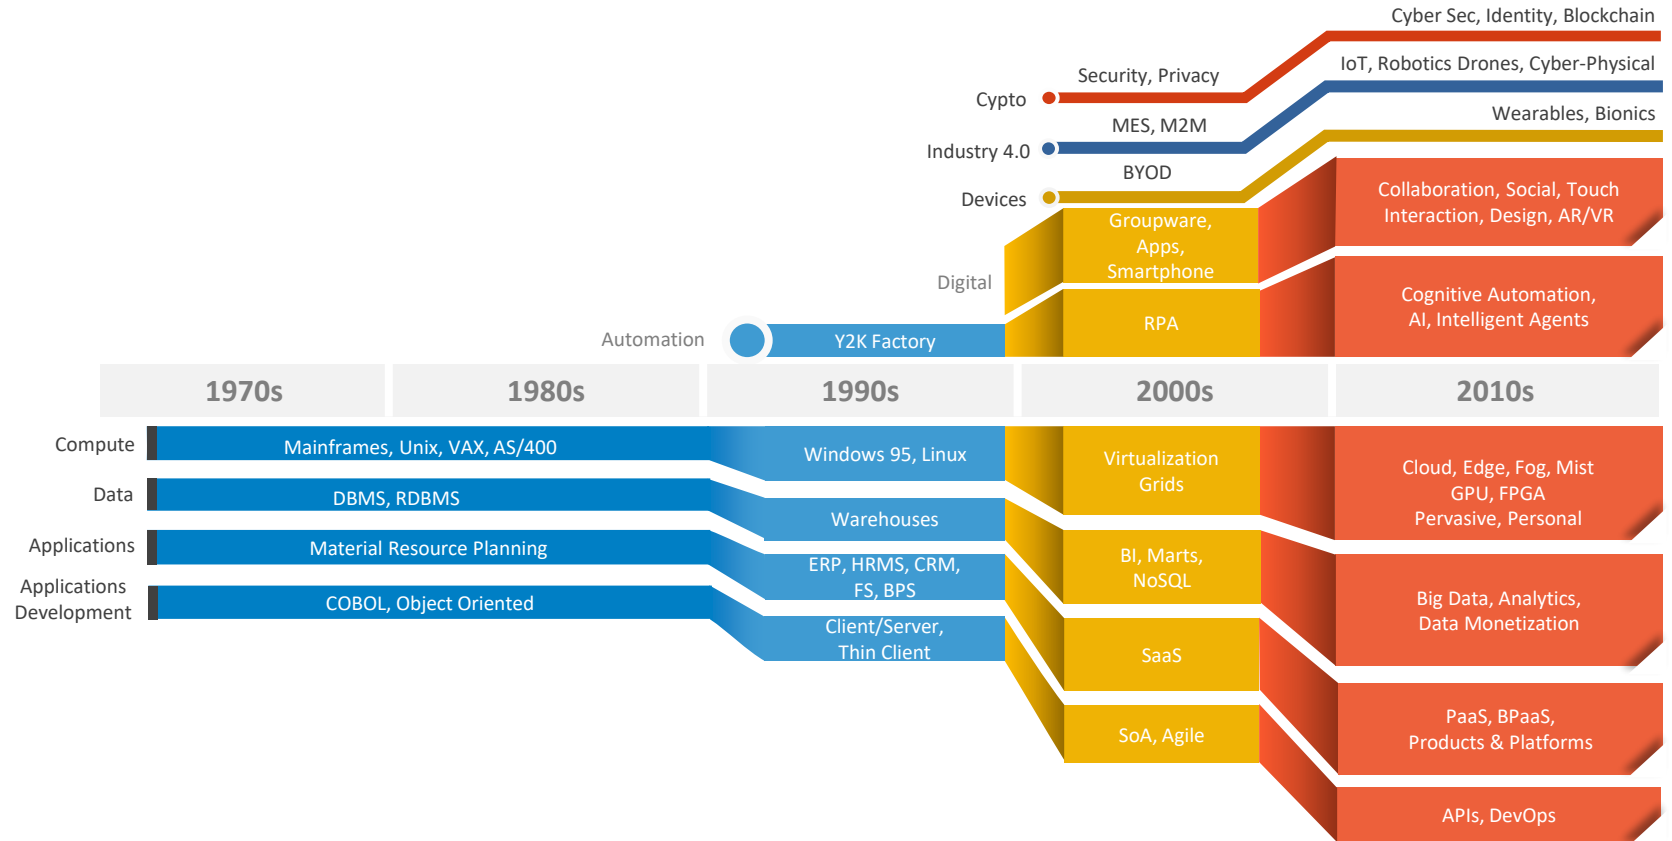 Cyber Sec, Identity, Blockchain
Security, Privacy
Cypto
IoT, Robotics Drones, Cyber-Physical
MES, M2M
Industry 4.0
Wearables, Bionics
BYOD
Devices
Digital
Groupware,
Apps,
Smartphone
Collaboration, Social, Touch
Interaction, Design, AR/VR
Automation
Y2K Factory
RPA
Cognitive Automation,
AI, Intelligent Agents
1970s
1980s
1990s
2000s
2010s
Compute
Mainframes, Unix, VAX, AS/400
Windows 95, Linux
Virtualization
Grids
Cloud, Edge, Fog, Mist
GPU, FPGA
Pervasive, Personal
Data
DBMS, RDBMS
Warehouses
BI, Marts,
NoSQL
Big Data, Analytics,
Data Monetization
Applications
Material Resource Planning
ERP, HRMS, CRM,
FS, BPS
SaaS
PaaS, BPaaS,
Products & Platforms
Applications
Development
COBOL, Object Oriented
Client/Server,
Thin Client
SoA, Agile
APIs, DevOps